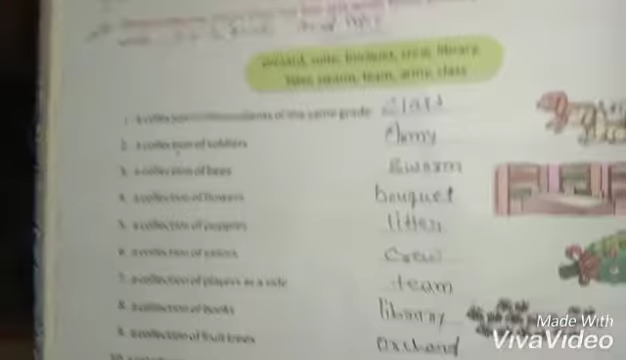 orchard, suite, bouquet, crew, library
litter, swarm, team, army, class
1. a collection of students of the same grade class
2. a collection of soldiers Army
3. a collection of bees Swarm
4. a collection of flowers bouquet
5. a collection of puppies litter
6. a collection of sailors Crew
7. a collection of players as a side team
8. a collection of books library
9. a collection of fruit trees orchard
Made With
VivaVideo